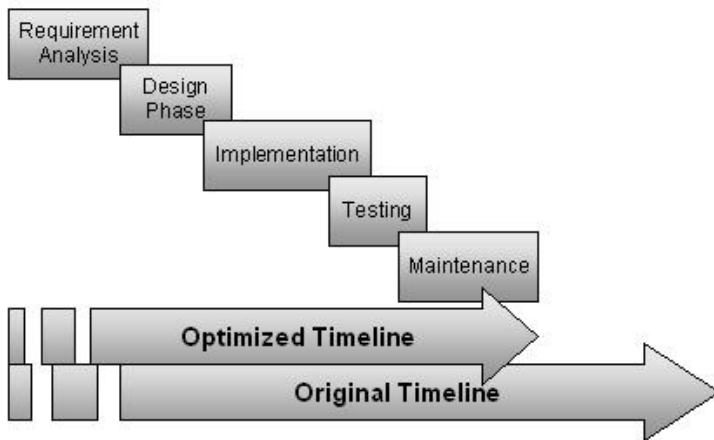 Requirement
Analysis
Design
Phase
Implementation
Testing
Maintenance
Optimized Timeline
Original Timeline